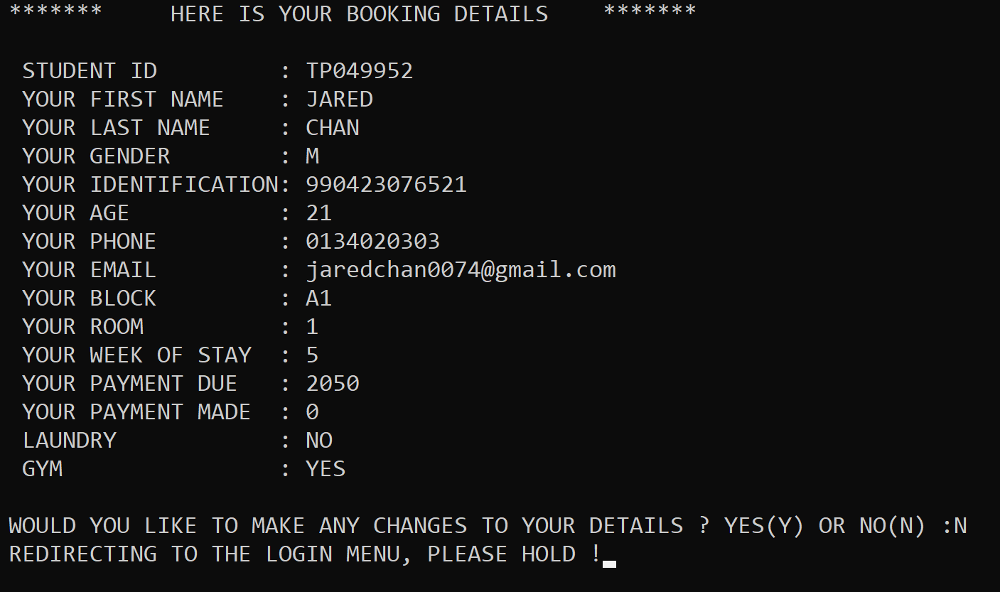 *******     HERE IS YOUR BOOKING DETAILS    *******
STUDENT ID         : TP049952
YOUR FIRST NAME    : JARED
YOUR LAST NAME     : CHAN
YOUR GENDER        : M
YOUR IDENTIFICATION: 990423076521
YOUR AGE           : 21
YOUR PHONE         : 0134020303
YOUR EMAIL         : jaredchan0074@gmail.com
YOUR BLOCK         : A1
YOUR ROOM          : 1
YOUR WEEK OF STAY  : 5
YOUR PAYMENT DUE   : 2050
YOUR PAYMENT MADE  : 0
LAUNDRY            : NO
GYM                : YES
WOULD YOU LIKE TO MAKE ANY CHANGES TO YOUR DETAILS ? YES(Y) OR NO(N) :N
REDIRECTING TO THE LOGIN MENU, PLEASE HOLD !